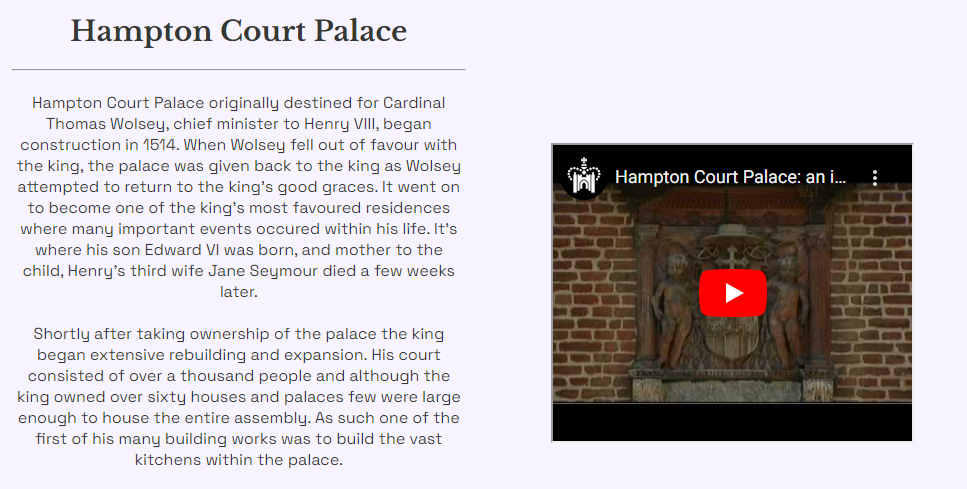 Hampton Court Palace
Hampton Court Palace originally destined for Cardinal
Thomas Wolsey, chief minister to Henry VIII, began
construction in 1514. When Wolsey fell out of favour with
the king, the palace was given back to the king as Wolsey
attempted to return to the king's good graces. It went on
to become one of the king's most favoured residences
where many important events occured within his life. It's
where his son Edward VI was born, and mother to the
child, Henry's third wife Jane Seymour died a few weeks
later.
Shortly after taking ownership of the palace the king
began extensive rebuilding and expansion. His court
consisted of over a thousand people and although the
king owned over sixty houses and palaces few were large
enough to house the entire assembly. As such one of the
first of his many building works was to build the vast
kitchens within the palace.
Hampton Court Palace: an i...